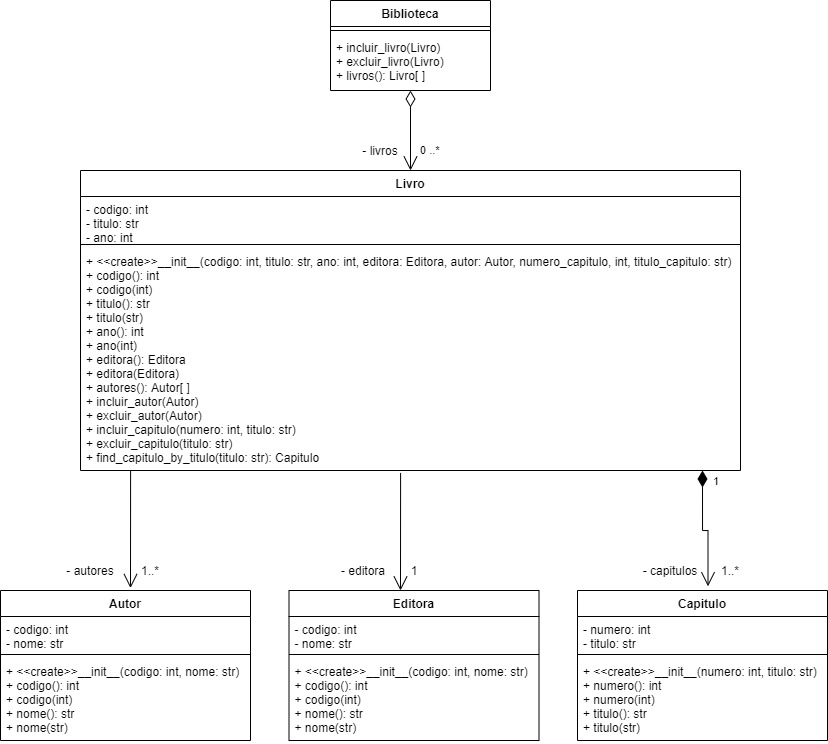 Biblioteca
+ incluir_livro(Livro)
+ excluir_livro(Livro)
+ livros(): Livro[ ]
- livros
0 ..*
Livro
- codigo: int
- titulo: str
- ano: int
+ <<create>>__init__(codigo: int, titulo: str, ano: int, editora: Editora, autor: Autor, numero_capitulo, int, titulo_capitulo: str)
+ codigo(): int
+ codigo(int)
+ titulo(): str
+ titulo(str)
+ ano(): int
+ ano(int)
+ editora(): Editora
+ editora(Editora)
+ autores(): Autor[ ]
+ incluir_autor(Autor)
+ excluir_autor(Autor)
+ incluir_capitulo(numero: int, titulo: str)
+ excluir_capitulo(titulo: str)
+ find_capitulo_by_titulo(titulo: str): Capitulo
1
- autores
1..*
- editora
1
- capitulos
1..*
Autor
- codigo: int
- nome: str
+ <<create>>__init__(codigo: int, nome: str)
+ codigo(): int
+ codigo(int)
+ nome(): str
+ nome(str)
Editora
- codigo: int
- nome: str
+ <<create>>__init__(codigo: int, nome: str)
+ codigo(): int
+ codigo(int)
+ nome(): str
+ nome(str)
Capitulo
- numero: int
- titulo: str
+ <<create>>__init__(numero: int, titulo: str)
+ numero(): int
+ numero(int)
+ titulo(): str
+ titulo(str)